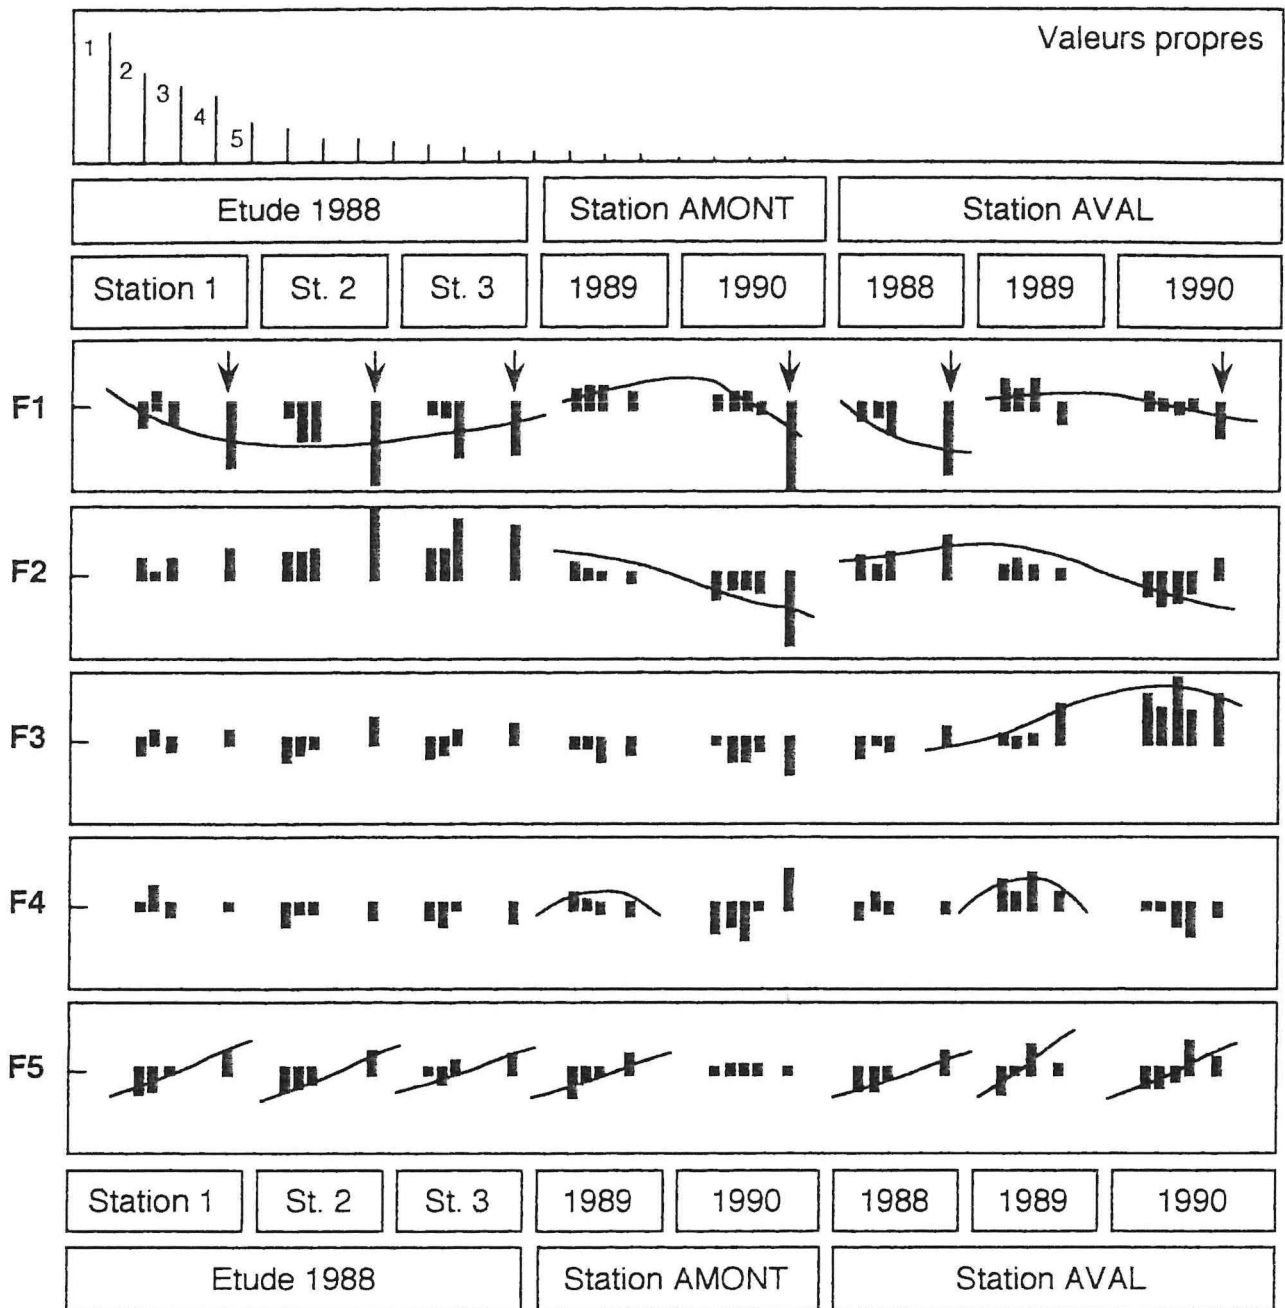 Valeurs propres
1
2
3
4
5
Etude 1988 Station AMONT Station AVAL
Station 1 St. 2 St. 3 1989 1990 1988 1989 1990
F1
F2
F3
F4
F5
Station 1 St. 2 St. 3 1989 1990 1988 1989 1990
Etude 1988 Station AMONT Station AVAL